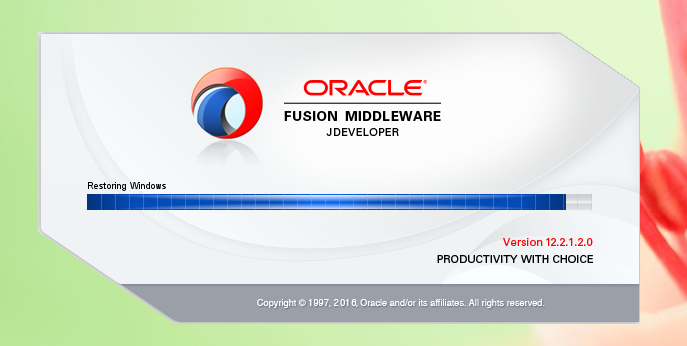 ORACLE®
FUSION MIDDLEWARE
JDEVELOPER
Restoring Windows
Version 12.2.1.2.0
PRODUCTIVITY WITH CHOICE
Copyright © 1997, 2016, Oracle and/or its affiliates. All rights reserved.